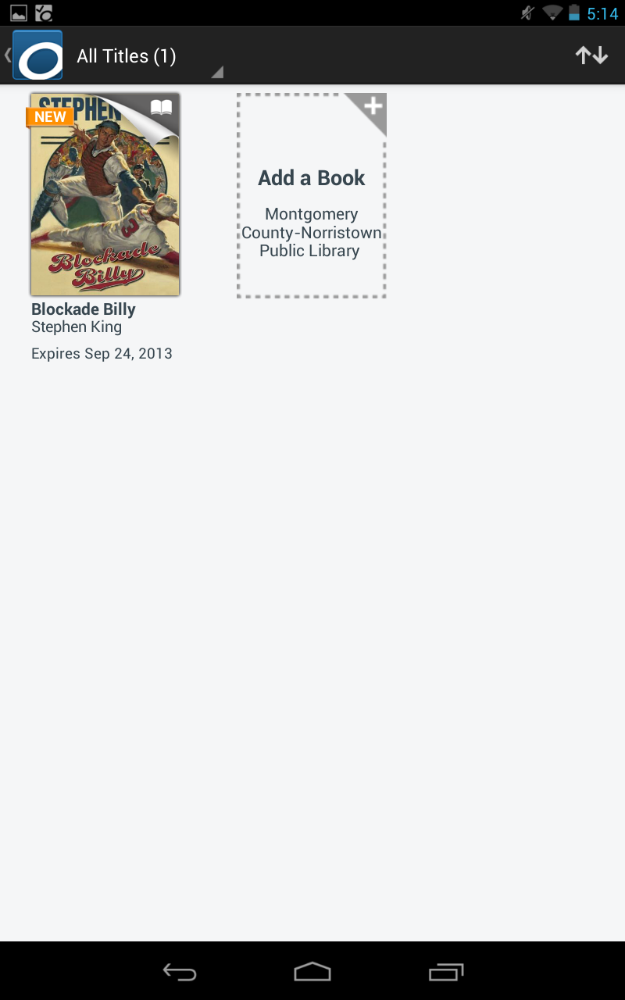 5:14
All Titles (1)
STEPHEN
NEW
3
Blockade
Billy
Blockade Billy
Stephen King
Expires Sep 24, 2013
Add a Book
Montgomery
County-Norristown
Public Library